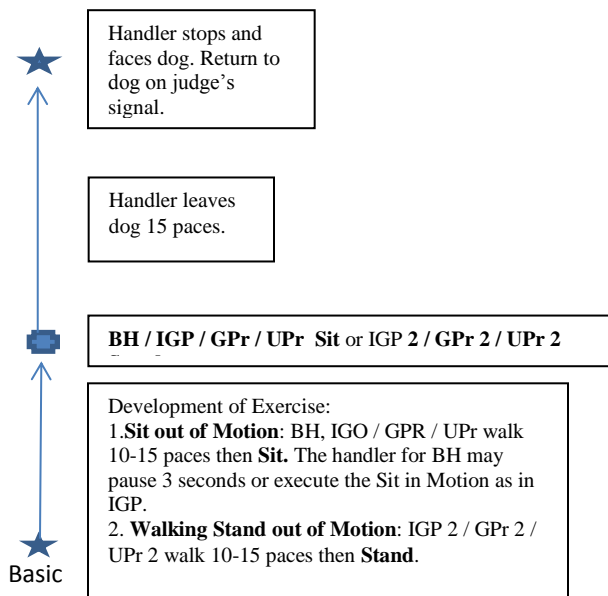 Handler stops and
faces dog. Return to
dog on judge's
signal.
Handler leaves
dog 15 paces.
BH / IGP / GPr / UPr Sit or IGP 2 / GPr 2 / UPr 2
Development of Exercise:
1.Sit out of Motion: BH, IGO / GPR / UPr walk
10-15 paces then Sit. The handler for BH may
pause 3 seconds or execute the Sit in Motion as in
IGP.
2. Walking Stand out of Motion: IGP 2 / GPr 2 /
UPr 2 walk 10-15 paces then Stand.
Basic